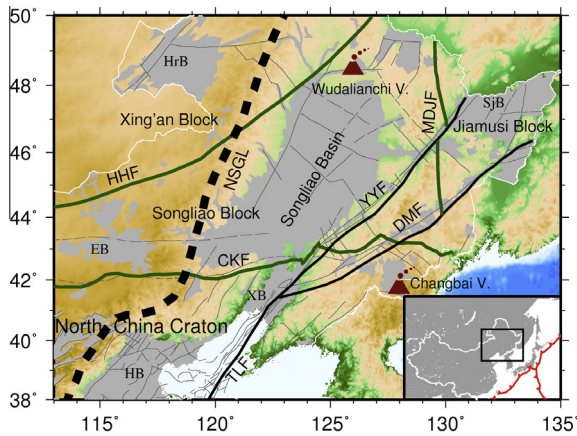 50˚
48˚
46˚
44˚
42˚
40˚
38˚
HrB
Wudalianchi V.
MDJF
SjB
Xing'an Block
Jiamusi Block
HHF
NSGL
Songliao Basin
YYF
Songliao Block
DMF
EB
CKF
Changbai V.
XB
North China Craton
HB
TLF
115˚ 120˚ 125˚ 130˚ 135˚